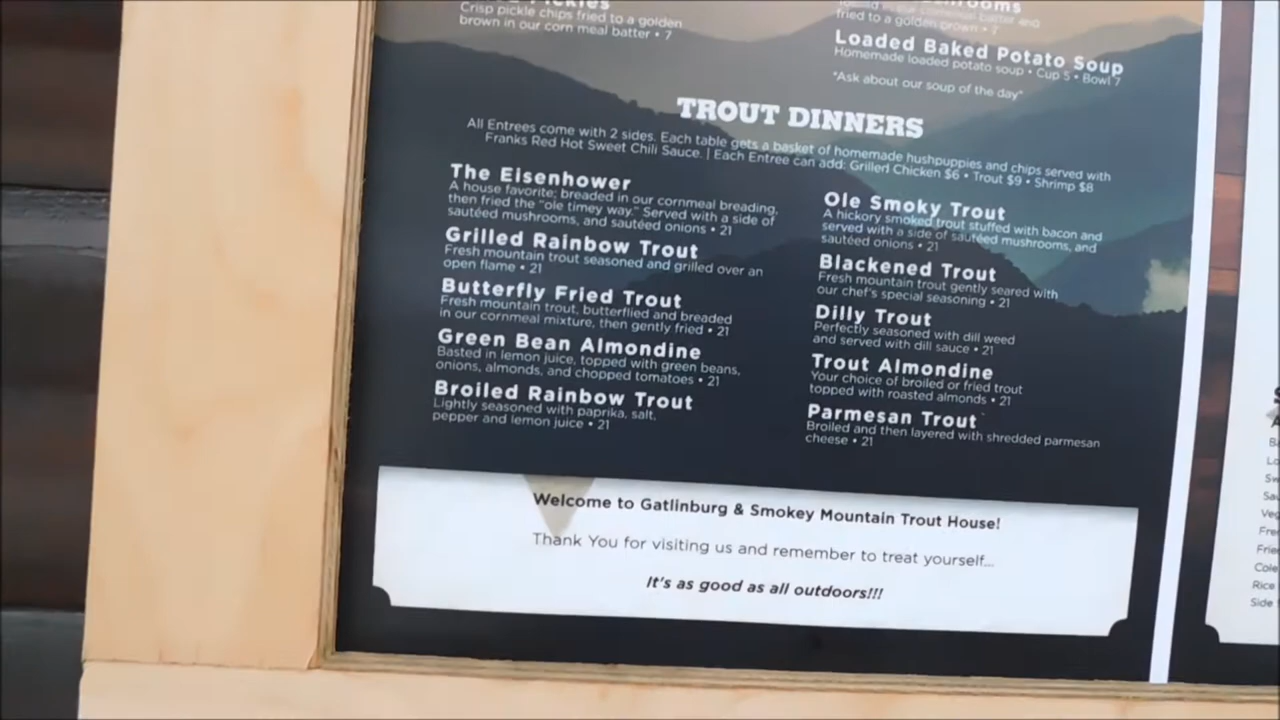 Pickles
Crisp pickle chips fried to a golden
brown in our corn meal batter • 7
fried to a golden brown • 7
Loaded Baked Potato Soup
Homemade loaded potato soup • Cup 5 • Bowl 7
*Ask about our soup of the day*
TROUT DINNERS
All Entrees come with 2 sides. Each table gets a basket of homemade hushpuppies and chips served with
Franks Red Hot Sweet Chili Sauce. | Each Entree can add: Grilled Chicken $6 • Trout $9 • Shrimp $8
The Eisenhower
A house favorite; breaded in our cornmeal breading,
then fried the "ole timey way." Served with a side of
sautéed mushrooms, and sautéed onions • 21
Grilled Rainbow Trout
Fresh mountain trout seasoned and grilled over an
open flame • 21
Butterfly Fried Trout
Fresh mountain trout, butterflied and breaded
in our cornmeal mixture, then gently fried • 21
Green Bean Almondine
Basted in lemon juice, topped with green beans,
onions, almonds, and chopped tomatoes • 21
Broiled Rainbow Trout
Lightly seasoned with paprika, salt,
pepper and lemon juice • 21
Ole Smoky Trout
A hickory smoked trout stuffed with bacon and
served with a side of sautéed mushrooms, and
sautéed onions • 21
Blackened Trout
Fresh mountain trout gently seared with
our chef's special seasoning • 21
Dilly Trout
Perfectly seasoned with dill weed
and served with dill sauce • 21
Trout Almondine
Your choice of broiled or fried trout
topped with roasted almonds • 21
Parmesan Trout
Broiled and then layered with shredded parmesan
cheese • 21
Welcome to Gatlinburg & Smokey Mountain Trout House!
Thank You for visiting us and remember to treat yourself...
It's as good as all outdoors!!!
Rice
Side